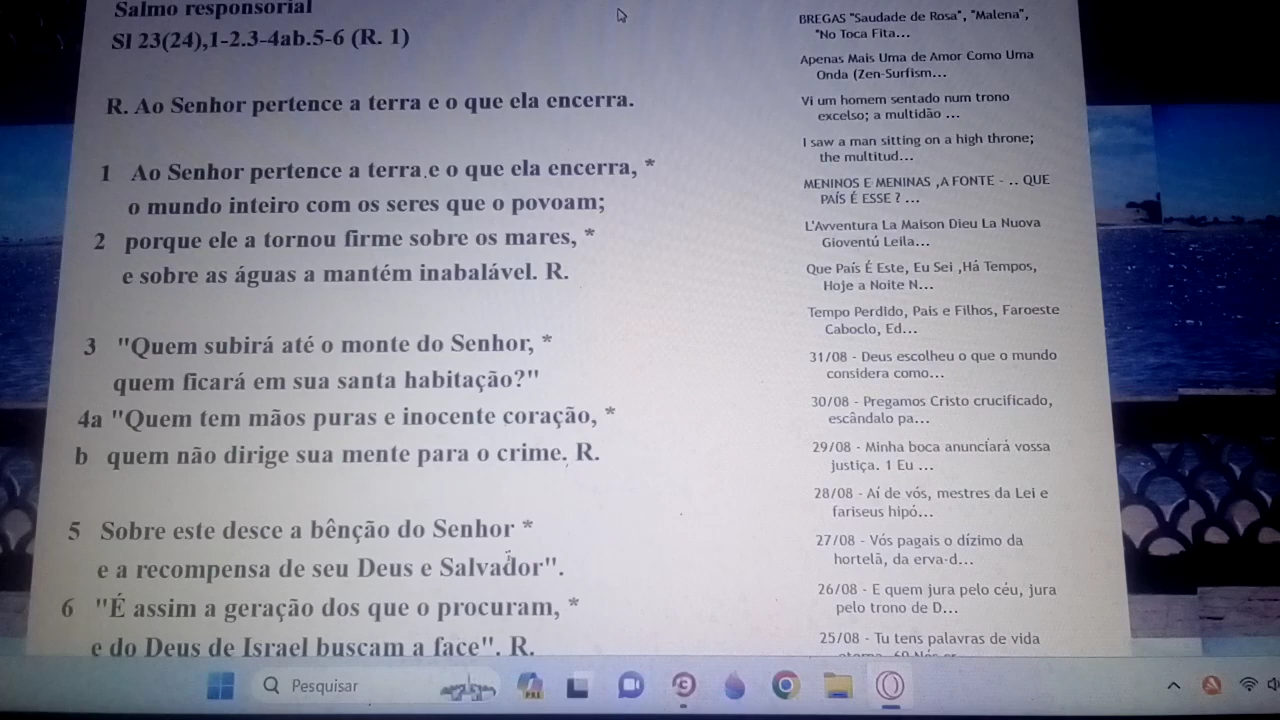 Salmo responsorial
Sl 23(24),1-2.3-4ab.5-6 (R. 1)
R. Ao Senhor pertence a terra e o que ela encerra.
1 Ao Senhor pertence a terra e o que ela encerra, *
o mundo inteiro com os seres que o povoam;
2 porque ele a tornou firme sobre os mares, *
e sobre as águas a mantém inabalável. R.
3 "Quem subirá até o monte do Senhor, *
quem ficará em sua santa habitação?"
4a "Quem tem mãos puras e inocente coração, *
b quem não dirige sua mente para o crime. R.
5 Sobre este desce a bênção do Senhor *
e a recompensa de seu Deus e Salvador".
6 "É assim a geração dos que o procuram, *
e do Deus de Israel buscam a face". R.
BREGAS "Saudade de Rosa", "Malena",
"No Toca Fita...
Apenas Mais Uma de Amor Como Uma
Onda (Zen-Surfism...
Vi um homem sentado num trono
excelso; a multidão ...
I saw a man sitting on a high throne;
the multitud...
MENINOS E MENINAS ,A FONTE - .. QUE
PAÍS É ESSE ? ...
L'Avventura La Maison Dieu La Nuova
Gioventú Leila...
Que País É Este, Eu Sei ,Há Tempos,
Hoje a Noite N...
Tempo Perdido, Pais e Filhos, Faroeste
Caboclo, Ed...
31/08 - Deus escolheu o que o mundo
considera como...
30/08 - Pregamos Cristo crucificado,
escândalo pa...
29/08 - Minha boca anunciará vossa
justiça. 1 Eu ...
28/08 - Aí de vós, mestres da Lei e
fariseus hipó...
27/08 - Vós pagais o dízimo da
hortelã, da erva-d...
26/08 - E quem jura pelo céu, jura
pelo trono de D...
25/08 - Tu tens palavras de vida
Pesquisar